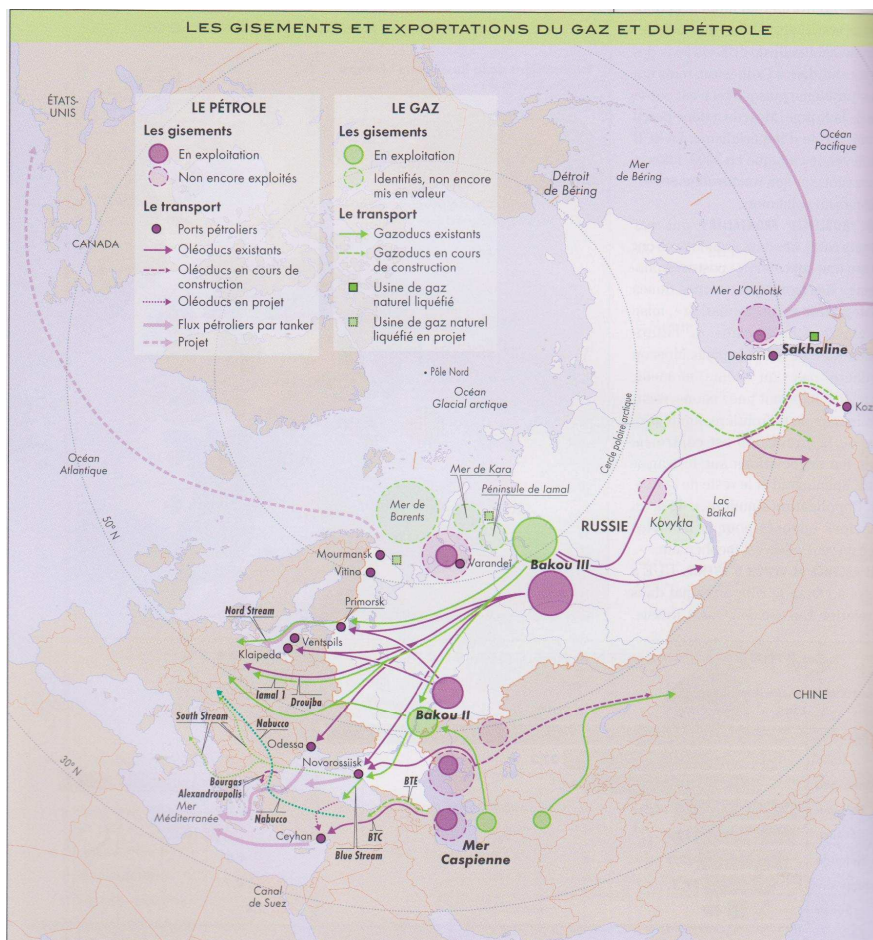 LES GISEMENTS ET EXPORTATIONS DU GAZ ET DU PÉTROLE
LE PÉTROLE
Les gisements
En exploitation
Non encore exploités
Le transport
Ports pétroliers
Oléoducs existants
Oléoducs en cours de
construction
Oléoducs en projet
Flux pétroliers par tanker
Projet
LE GAZ
Les gisements
En exploitation
Identifiés, non encore
mis en valeur
Le transport
Gazoducs existants
Gazoducs en cours
de construction
Usine de gaz
naturel liquéfié
Usine de gaz naturel
liquéfié en projet
ÉTATS-
UNIS
CANADA
Océan
Pacifique
Mer
de Béring
Détroit
de Béring
Mer d'Okhotsk
Sakhaline
Dekastri
Koz
Pôle Nord
Océan
Glacial arctique
Cercle polaire arctique
Océan
Atlantique
50° N
30° N
Mer de Kara
Péninsule de Iamal
Mer de
Barents
RUSSIE
Kovykta
Lac
Baïkal
Mourmansk
Vitino
Varandeï
Bakou III
Primorsk
Nord Stream
Ventspils
Klaipeda
Iamal 1
Droujba
Bakou II
CHINE
South Stream
Nabucco
Odessa
Novorossiisk
Bourgas
Alexandroupolis
Mer
Méditerranée
Nabucco
BTE
Ceyhan
BTC
Blue Stream
Mer
Caspienne
Canal
de Suez